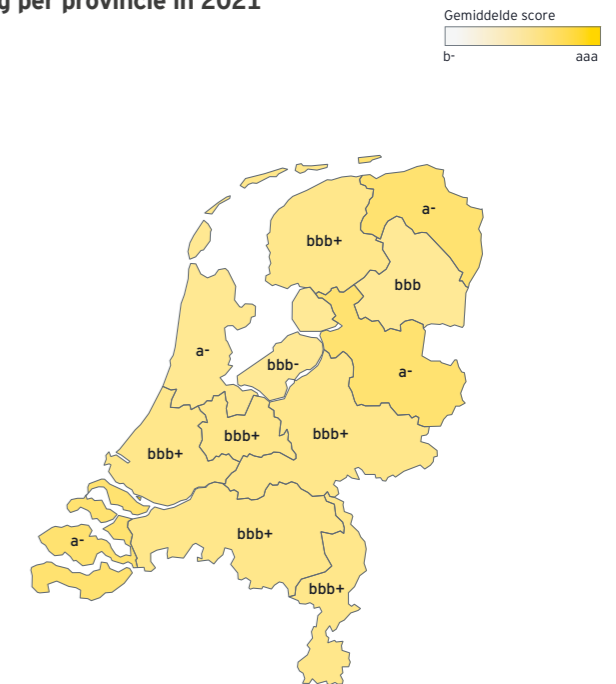 per provincie in 2021
Gemiddelde score
b- aaa
a-
bbb+
bbb
a-
bbb-
a-
bbb+
bbb+
bbb+
bbb+
a-
bbb+